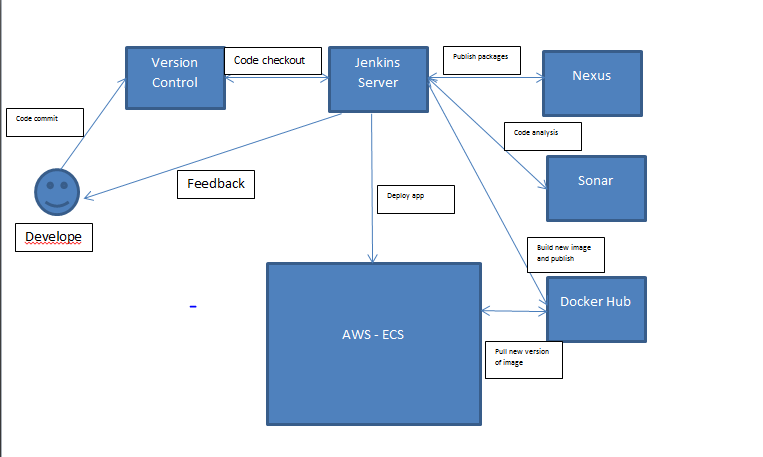 Version
Control
Code checkout
Jenkins
Server
Publish packages
Nexus
Code commit
Code analysis
Feedback
Sonar
Deploy app
Develope
Build new image
and publish
Docker Hub
AWS - ECS
Pull new version
of image